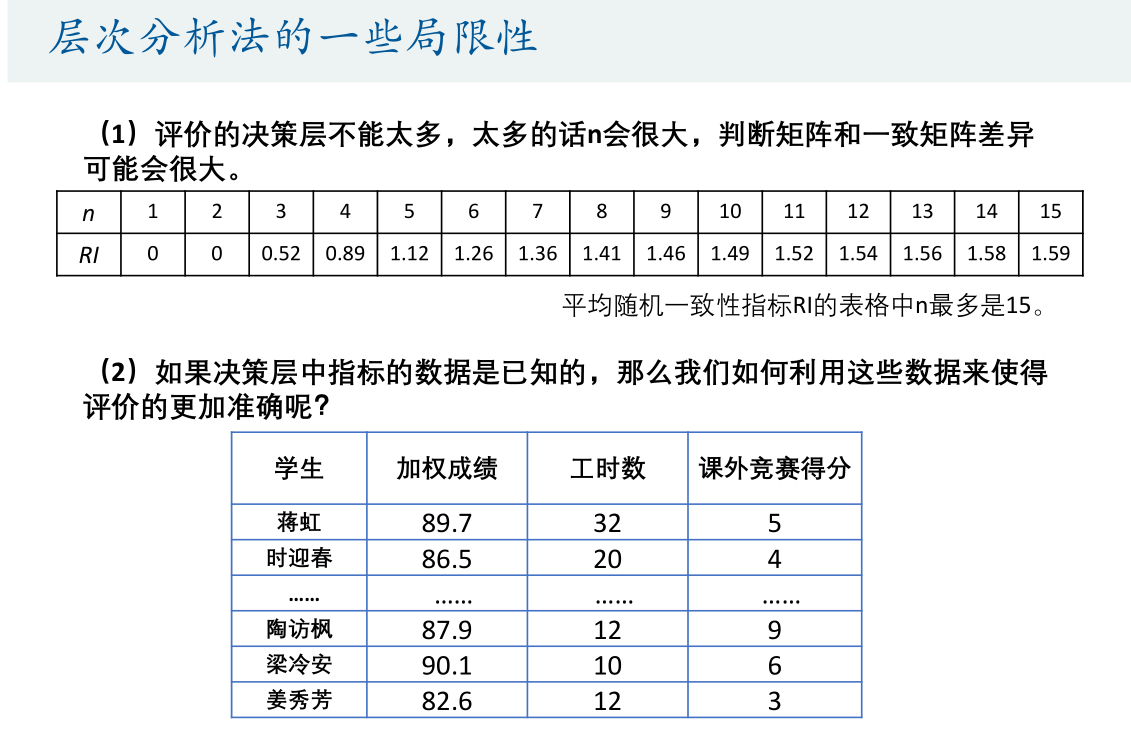 层次分析法的一些局限性
（1）评价的决策层不能太多，太多的话n会很大，判断矩阵和一致矩阵差异
可能会很大。
n 1 2 3 4 5 6 7 8 9 10 11 12 13 14 15
RI 0 0 0.52 0.89 1.12 1.26 1.36 1.41 1.46 1.49 1.52 1.54 1.56 1.58 1.59
平均随机一致性指标RI的表格中n最多是15。
（2）如果决策层中指标的数据是已知的，那么我们如何利用这些数据来使得
评价的更加准确呢？
学生 加权成绩 工时数 课外竞赛得分
蒋虹 89.7 32 5
时迎春 86.5 20 4
…… …… …… ……
陶访枫 87.9 12 9
梁冷安 90.1 10 6
姜秀芳 82.6 12 3